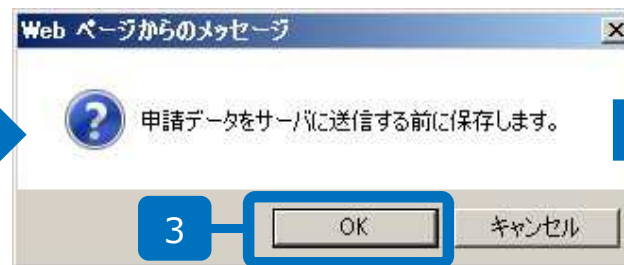 Web ページからのメッセージ
申請データをサーバに送信する前に保存します。
3
OK
キャンセル